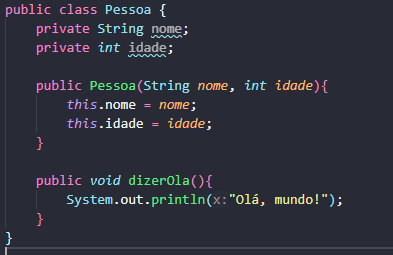 public class Pessoa {
    private String nome;
    private int idade;

    public Pessoa(String nome, int idade){
        this.nome = nome;
        this.idade = idade;
    }

    public void dizerOla(){
        System.out.println(x:"Olá, mundo!");
    }
}